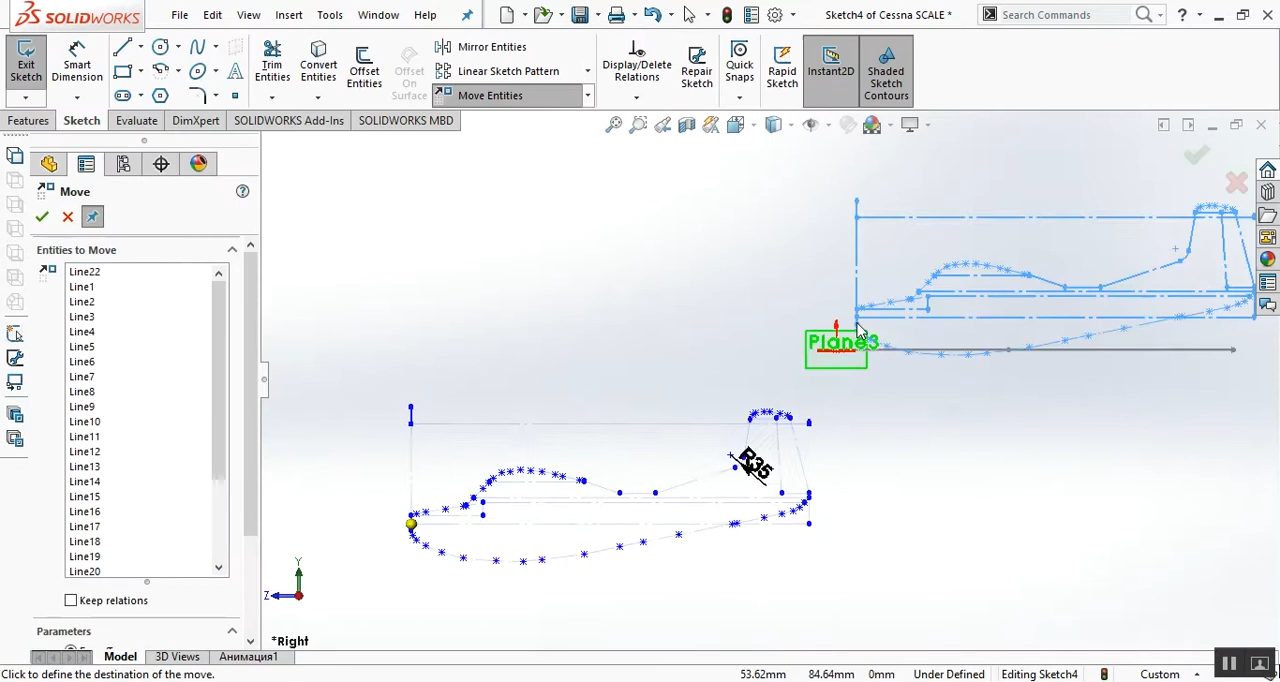 SOLIDWORKS File Edit View Insert Tools Window Help Sketch4 of Cessna SCALE * Search Commands ?
Exit Sketch
Smart Dimension
Trim Entities
Convert Entities
Offset Entities
Offset On Surface
Mirror Entities
Linear Sketch Pattern
Move Entities
Display/Delete Relations
Repair Sketch
Quick Snaps
Rapid Sketch
Instant2D
Shaded Sketch Contours
Features Sketch Evaluate DimXpert SOLIDWORKS Add-Ins SOLIDWORKS MBD
Move
Entities to Move
Line22
Line1
Line2
Line3
Line4
Line5
Line6
Line7
Line8
Line9
Line10
Line11
Line12
Line13
Line14
Line15
Line16
Line17
Line18
Line19
Line20
Keep relations
Parameters
Plane3
R35
Y
Z
*Right
Model 3D Views Анимация1
Click to define the destination of the move. 53.62mm 84.64mm 0mm Under Defined Editing Sketch4 Custom